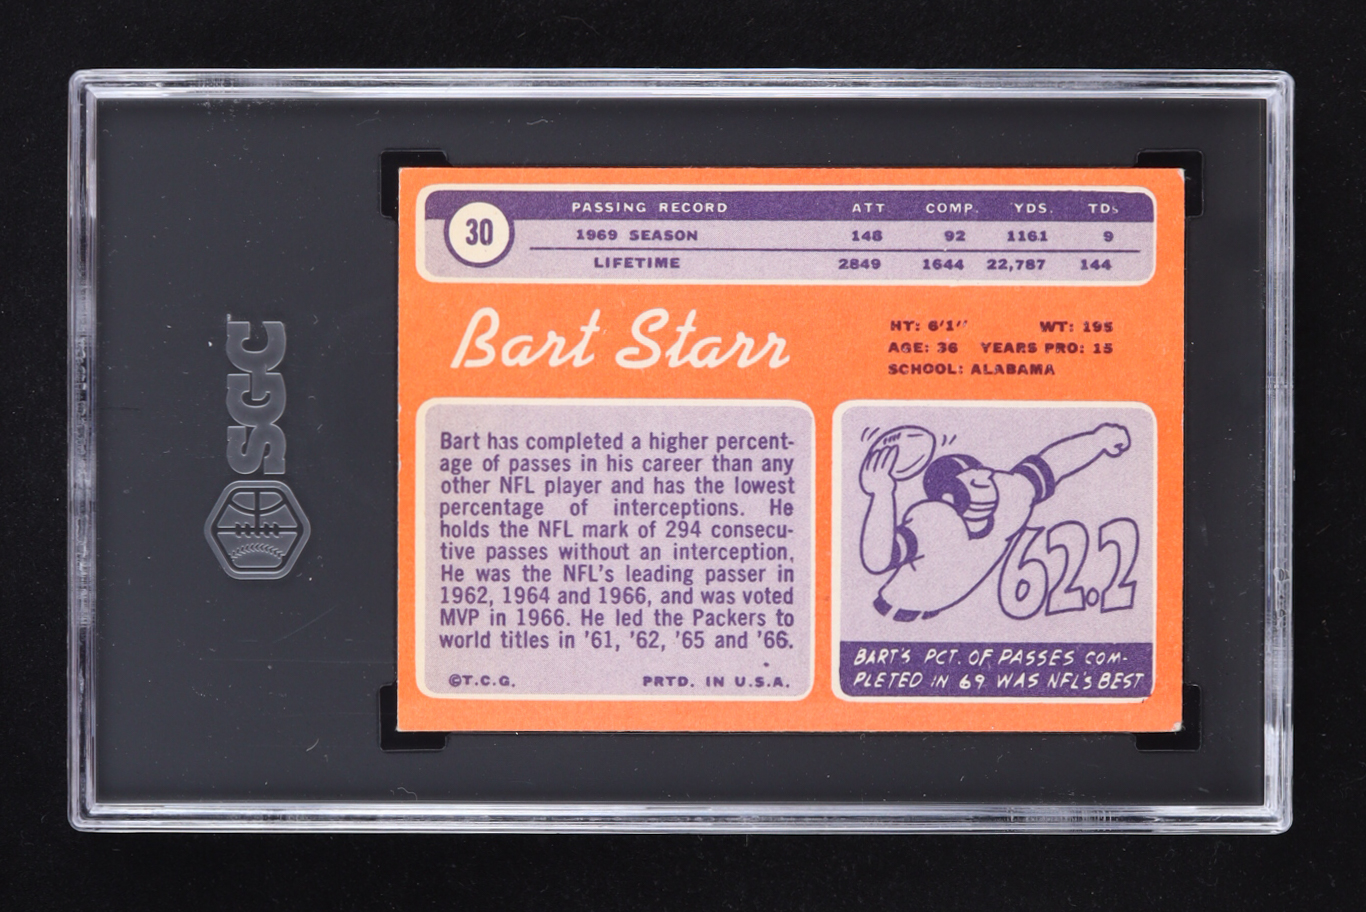 SGC
30
PASSING RECORD ATT COMP. YDS. TDs
1969 SEASON 148 92 1161 9
LIFETIME 2849 1644 22,787 144
Bart Starr
HT: 6'1" WT: 195
AGE: 36 YEARS PRO: 15
SCHOOL: ALABAMA
Bart has completed a higher percent-
age of passes in his career than any
other NFL player and has the lowest
percentage of interceptions. He
holds the NFL mark of 294 consecu-
tive passes without an interception.
He was the NFL's leading passer in
1962, 1964 and 1966, and was voted
MVP in 1966. He led the Packers to
world titles in '61, '62, '65 and '66.
©T.C.G. PRTD. IN U.S.A.
62.2
BART'S PCT. OF PASSES COM-
PLETED IN 69 WAS NFL'S BEST